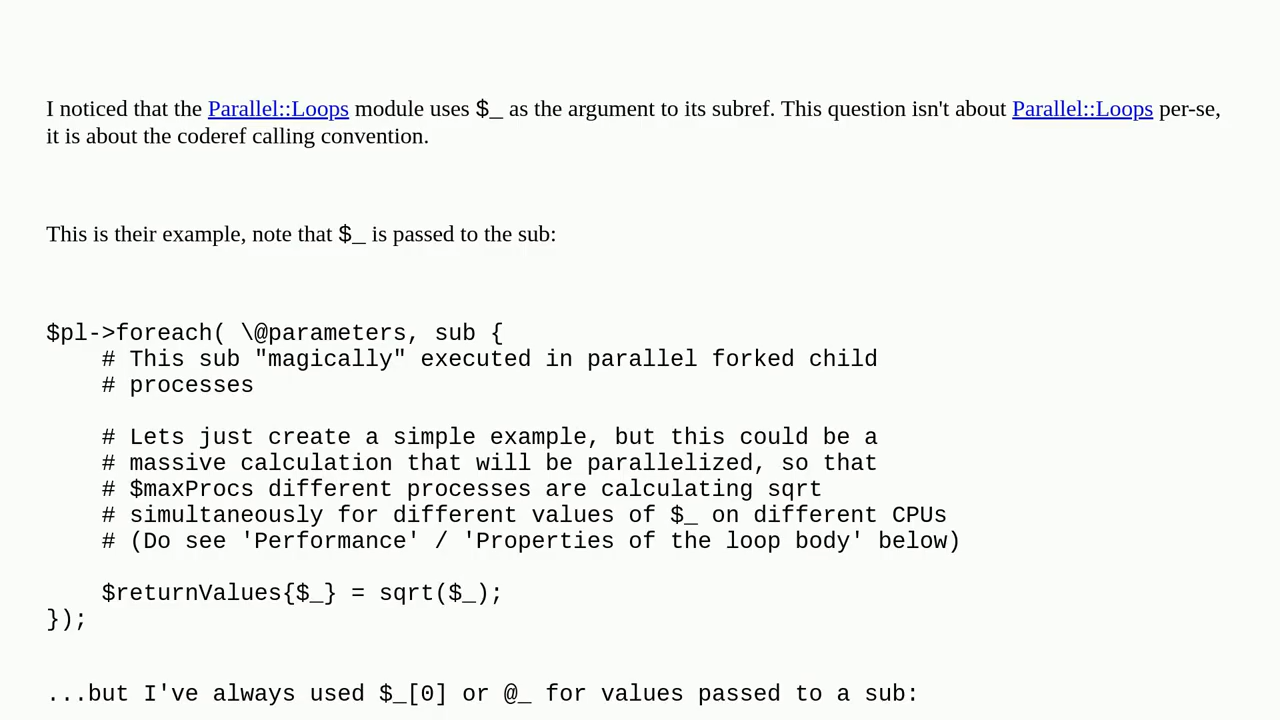 I noticed that the Parallel::Loops module uses $_ as the argument to its subref. This question isn't about Parallel::Loops per-se,
it is about the coderef calling convention.
This is their example, note that $_ is passed to the sub:
$pl->foreach( \@parameters, sub {
    # This sub "magically" executed in parallel forked child
    # processes
    # Lets just create a simple example, but this could be a
    # massive calculation that will be parallelized, so that
    # $maxProcs different processes are calculating sqrt
    # simultaneously for different values of $_ on different CPUs
    # (Do see 'Performance' / 'Properties of the loop body' below)
    $returnValues{$_} = sqrt($_);
});
...but I've always used $_[0] or @_ for values passed to a sub: